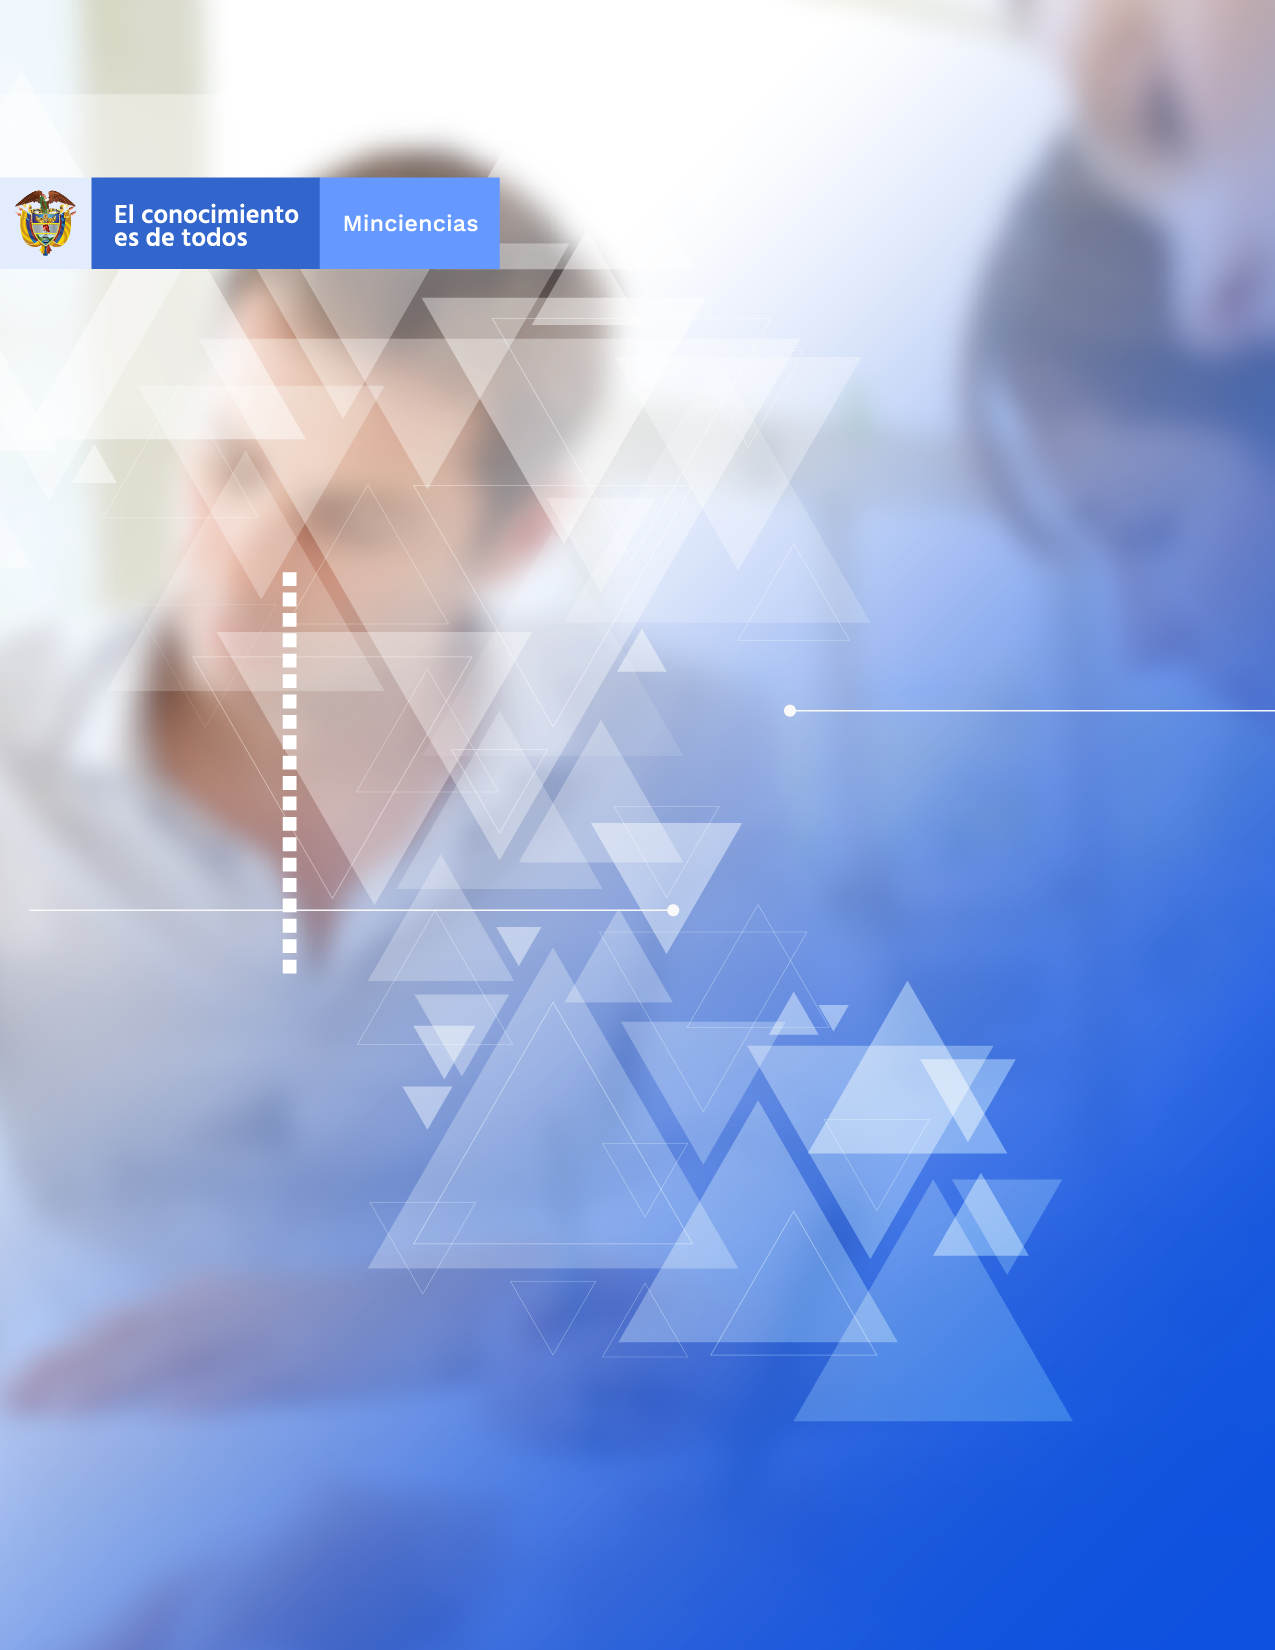 El conocimiento
es de todos
Minciencias